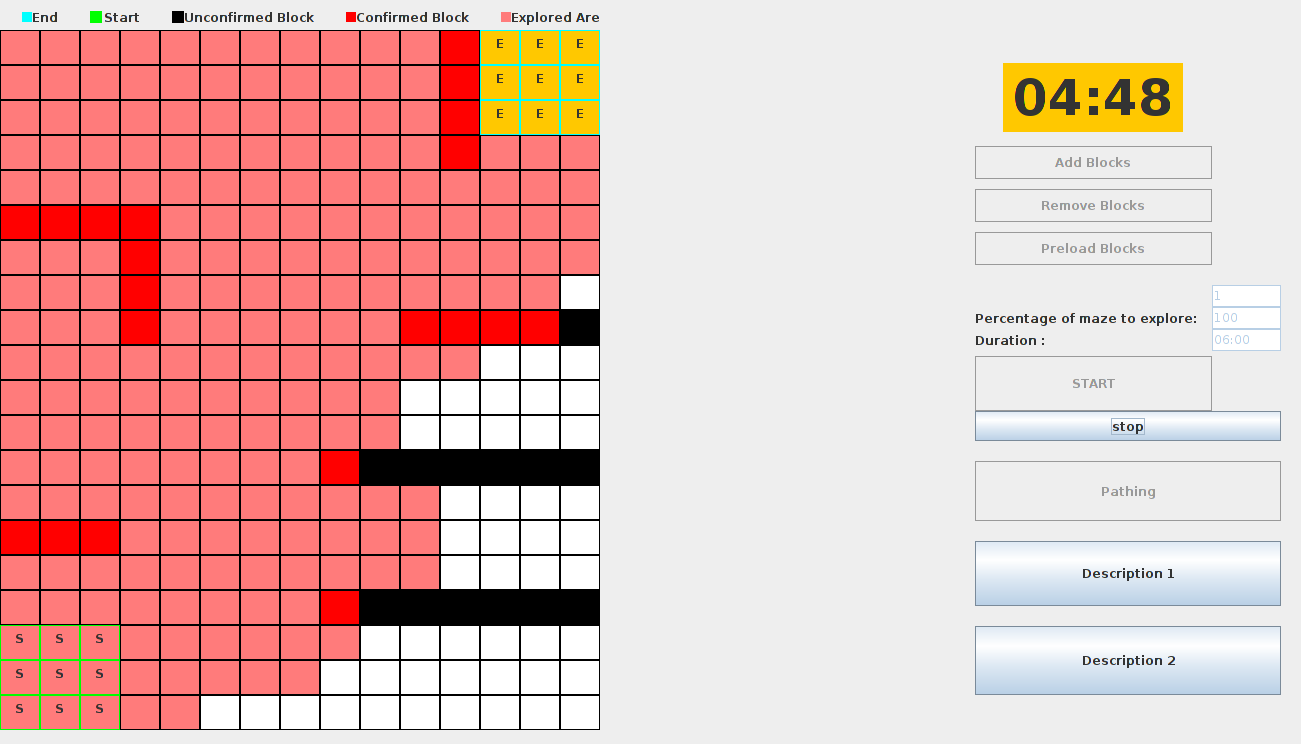 End Start Unconfirmed Block Confirmed Block Explored Are
E E E
E E E
E E E
S S S
S S S
S S S
04:48
Add Blocks
Remove Blocks
Preload Blocks
1
Percentage of maze to explore: 100
Duration : 06:00
START
stop
Pathing
Description 1
Description 2